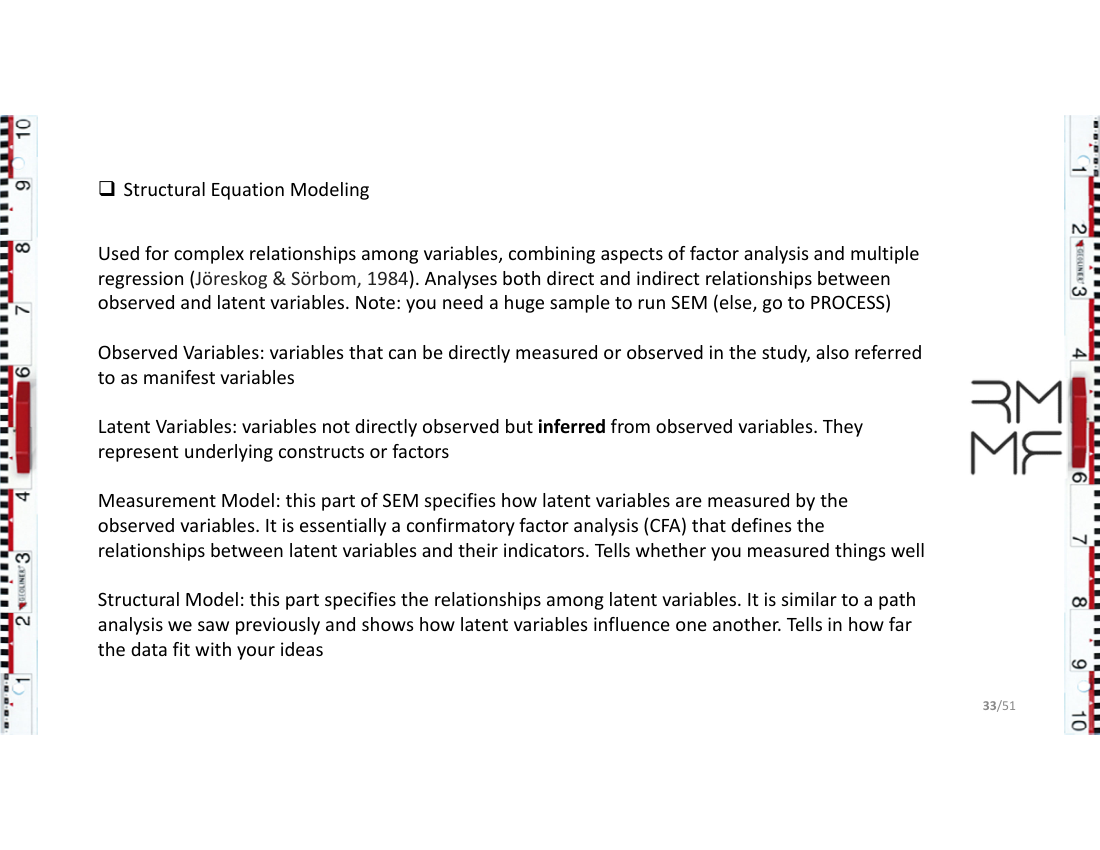 ❑ Structural Equation Modeling
Used for complex relationships among variables, combining aspects of factor analysis and multiple
regression (Jöreskog & Sörbom, 1984). Analyses both direct and indirect relationships between
observed and latent variables. Note: you need a huge sample to run SEM (else, go to PROCESS)
Observed Variables: variables that can be directly measured or observed in the study, also referred
to as manifest variables
Latent Variables: variables not directly observed but inferred from observed variables. They
represent underlying constructs or factors
Measurement Model: this part of SEM specifies how latent variables are measured by the
observed variables. It is essentially a confirmatory factor analysis (CFA) that defines the
relationships between latent variables and their indicators. Tells whether you measured things well
Structural Model: this part specifies the relationships among latent variables. It is similar to a path
analysis we saw previously and shows how latent variables influence one another. Tells in how far
the data fit with your ideas
33/51
RM
MF
10
9
8
7
6
4
3
GEOLINER
2
1
1
2
GEOLINER
3
4
6
7
8
9
10